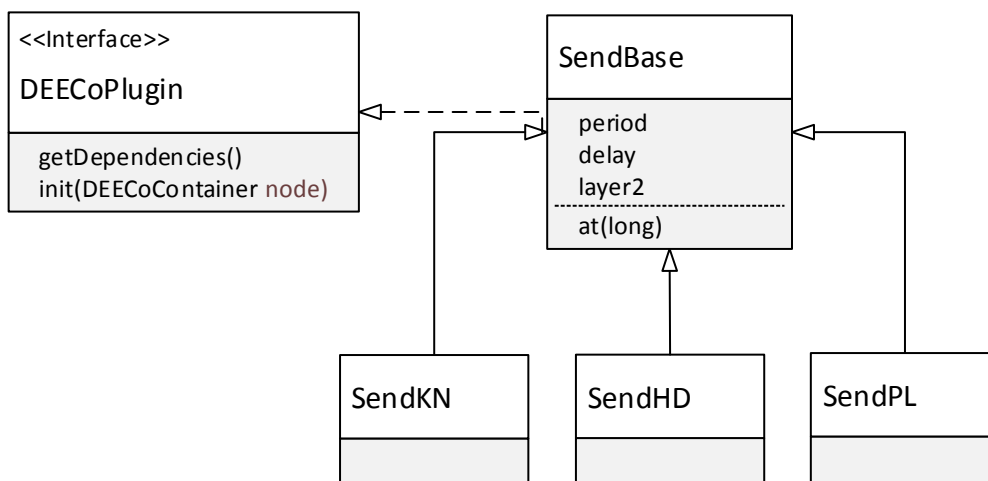 <<Interface>>
DEECoPlugin
getDependencies()
init(DEECoContainer node)
SendBase
period
delay
layer2
at(long)
SendKN
SendHD
SendPL